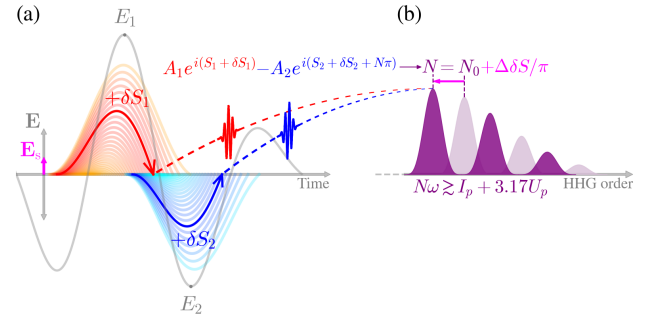 (a)
E₁
(b)
A₁e^{i(S₁+δS₁)}−A₂e^{i(S₂+δS₂+Nπ)} → N = N₀+ΔδS/π
+δS₁
E
Eₛ
Time
+δS₂
Nω ≳ Iₚ + 3.17Uₚ
HHG order
E₂